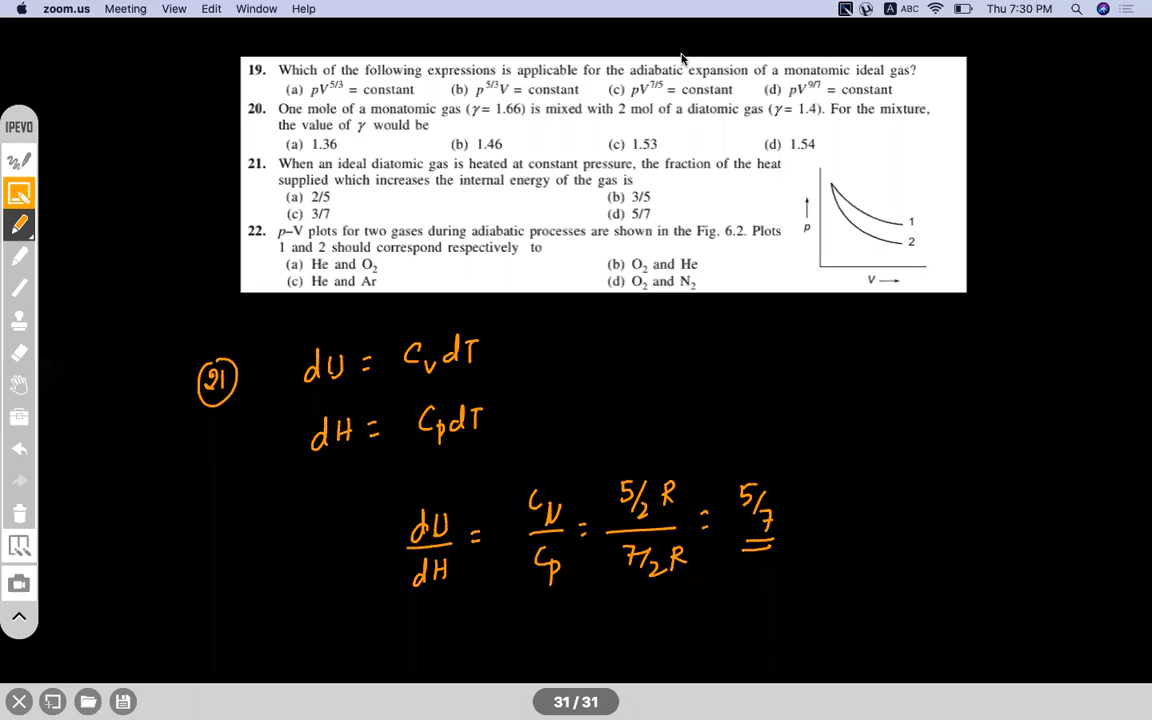 zoom.us Meeting View Edit Window Help A ABC Thu 7:30 PM
IPEVO
19. Which of the following expressions is applicable for the adiabatic expansion of a monatomic ideal gas?
(a) pV^5/3 = constant (b) p^5/3V = constant (c) pV^7/5 = constant (d) pV^9/7 = constant
20. One mole of a monatomic gas (γ = 1.66) is mixed with 2 mol of a diatomic gas (γ = 1.4). For the mixture,
the value of γ would be
(a) 1.36 (b) 1.46 (c) 1.53 (d) 1.54
21. When an ideal diatomic gas is heated at constant pressure, the fraction of the heat
supplied which increases the internal energy of the gas is
(a) 2/5 (b) 3/5
(c) 3/7 (d) 5/7
22. p–V plots for two gases during adiabatic processes are shown in the Fig. 6.2. Plots
1 and 2 should correspond respectively to
(a) He and O₂ (b) O₂ and He
(c) He and Ar (d) O₂ and N₂
1
2
p
V
21 dU = CvdT
dH = CpdT
dU/dH = Cv/Cp = 5/2 R / 7/2 R = 5/7
31 / 31